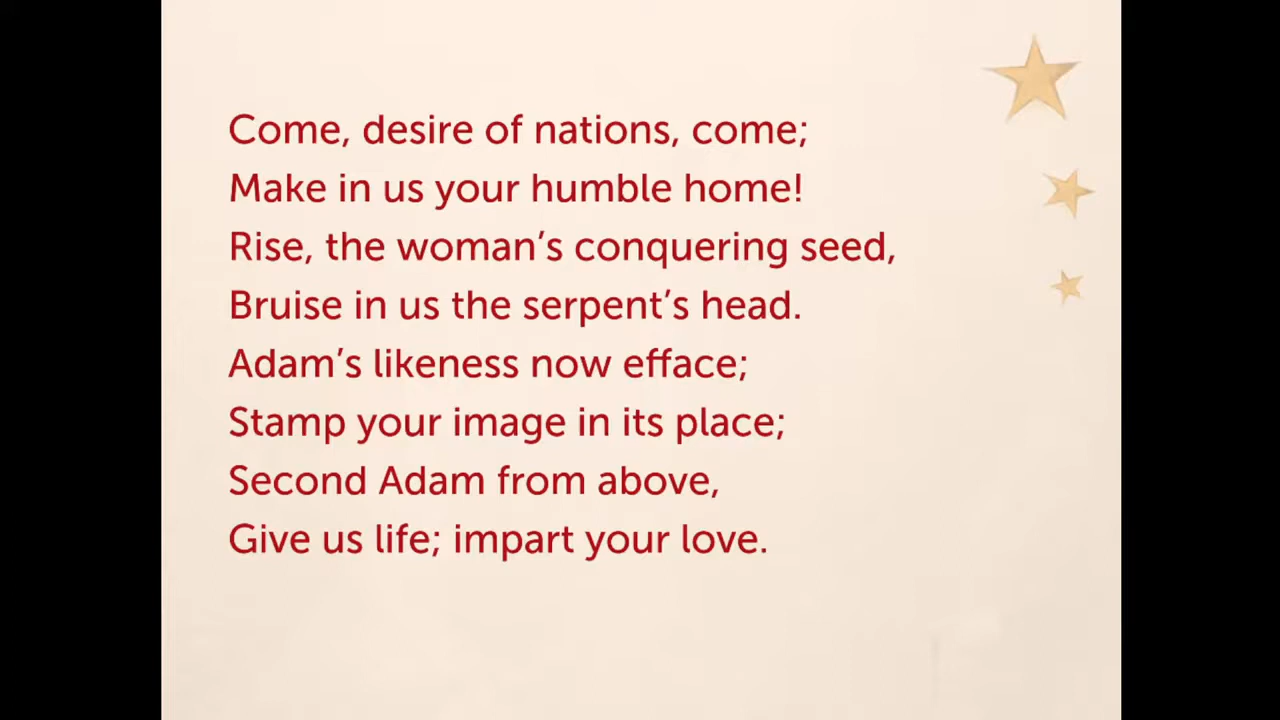 Come, desire of nations, come;
Make in us your humble home!
Rise, the woman’s conquering seed,
Bruise in us the serpent’s head.
Adam’s likeness now efface;
Stamp your image in its place;
Second Adam from above,
Give us life; impart your love.